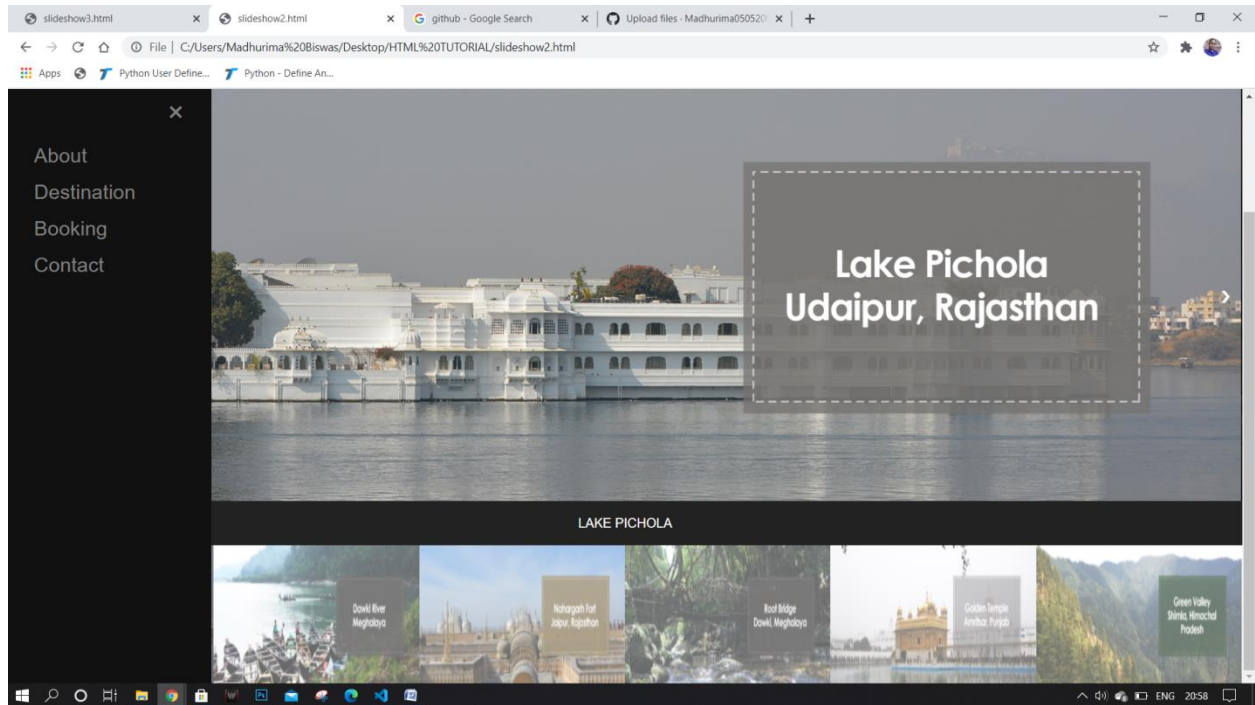 slideshow3.html
slideshow2.html
github - Google Search
Upload files · Madhurima050520
File | C:/Users/Madhurima%20Biswas/Desktop/HTML%20TUTORIAL/slideshow2.html
Apps
Python User Define...
Python - Define An...
×
About
Destination
Booking
Contact
Lake Pichola
Udaipur, Rajasthan
❯
LAKE PICHOLA
Dawki River
Meghalaya
Nahargarh Fort
Jaipur, Rajasthan
Root Bridge
Dawki, Meghalaya
Golden Temple
Amritsar, Punjab
Green Valley
Shimla, Himachal
Pradesh
ENG
20:58